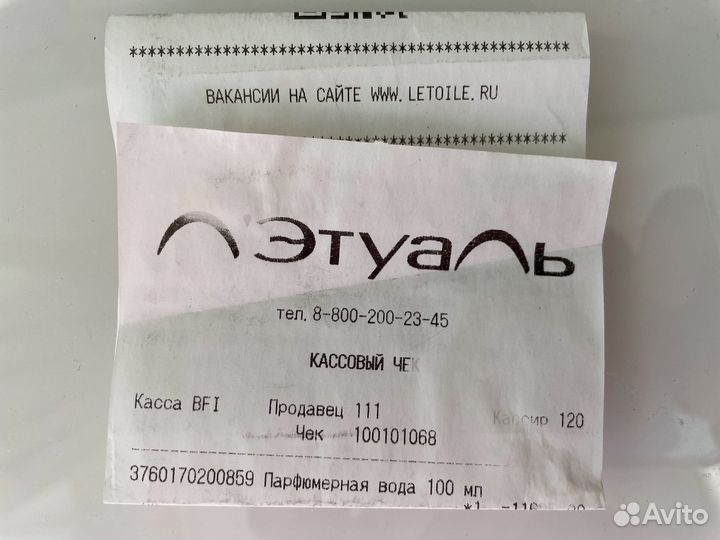 ***********************************************
ВАКАНСИИ НА САЙТЕ WWW.LETOILE.RU
Л'Этуаль
тел. 8-800-200-23-45
КАССОВЫЙ ЧЕК
Касса BFI Продавец 111 Кассир 120
Чек 100101068
3760170200859 Парфюмерная вода 100 мл
Avito